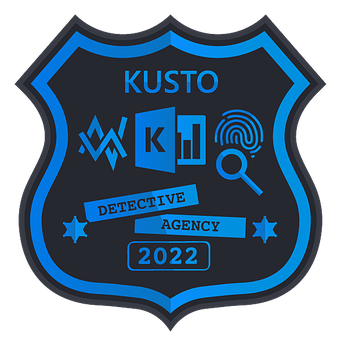 KUSTO
K
DETECTIVE
AGENCY
2022